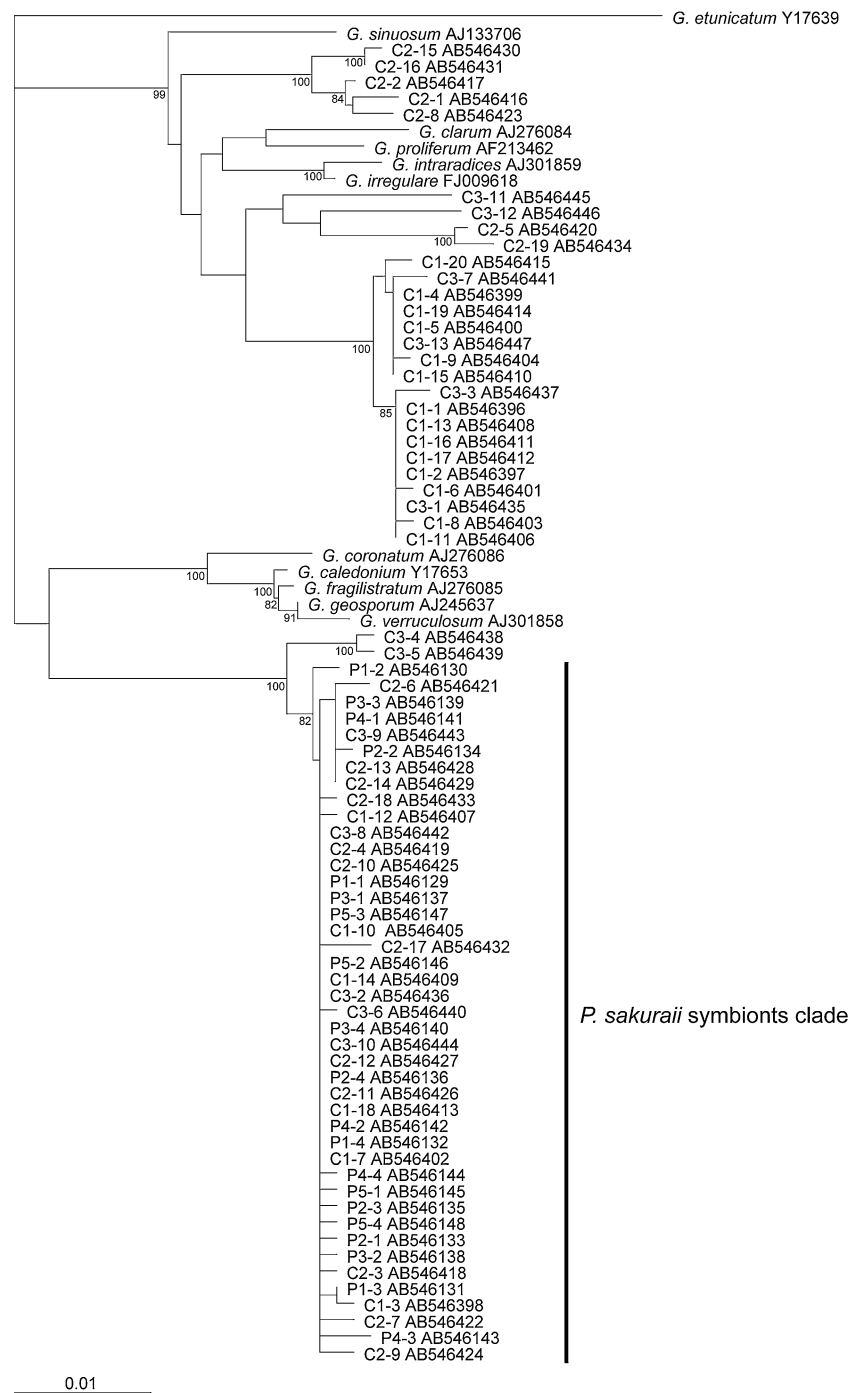 G. etunicatum Y17639
G. sinuosum AJ133706
C2-15 AB546430
100
C2-16 AB546431
100
C2-2 AB546417
99
84
C2-1 AB546416
C2-8 AB546423
G. clarum AJ276084
G. proliferum AF213462
G. intraradices AJ301859
100
G. irregulare FJ009618
C3-11 AB546445
C3-12 AB546446
C2-5 AB546420
100
C2-19 AB546434
C1-20 AB546415
C3-7 AB546441
C1-4 AB546399
C1-19 AB546414
C1-5 AB546400
C3-13 AB546447
100
C1-9 AB546404
C1-15 AB546410
C3-3 AB546437
85
C1-1 AB546396
C1-13 AB546408
C1-16 AB546411
C1-17 AB546412
C1-2 AB546397
C1-6 AB546401
C3-1 AB546435
C1-8 AB546403
C1-11 AB546406
G. coronatum AJ276086
100
G. caledonium Y17653
100
G. fragilistratum AJ276085
82
G. geosporum AJ245637
91
G. verruculosum AJ301858
C3-4 AB546438
100
C3-5 AB546439
P1-2 AB546130
100
C2-6 AB546421
P3-3 AB546139
82
P4-1 AB546141
C3-9 AB546443
P2-2 AB546134
C2-13 AB546428
C2-14 AB546429
C2-18 AB546433
C1-12 AB546407
C3-8 AB546442
C2-4 AB546419
C2-10 AB546425
P1-1 AB546129
P3-1 AB546137
P5-3 AB546147
C1-10 AB546405
C2-17 AB546432
P5-2 AB546146
C1-14 AB546409
C3-2 AB546436
C3-6 AB546440
P. sakuraii symbionts clade
P3-4 AB546140
C3-10 AB546444
C2-12 AB546427
P2-4 AB546136
C2-11 AB546426
C1-18 AB546413
P4-2 AB546142
P1-4 AB546132
C1-7 AB546402
P4-4 AB546144
P5-1 AB546145
P2-3 AB546135
P5-4 AB546148
P2-1 AB546133
P3-2 AB546138
C2-3 AB546418
P1-3 AB546131
C1-3 AB546398
C2-7 AB546422
P4-3 AB546143
C2-9 AB546424
0.01